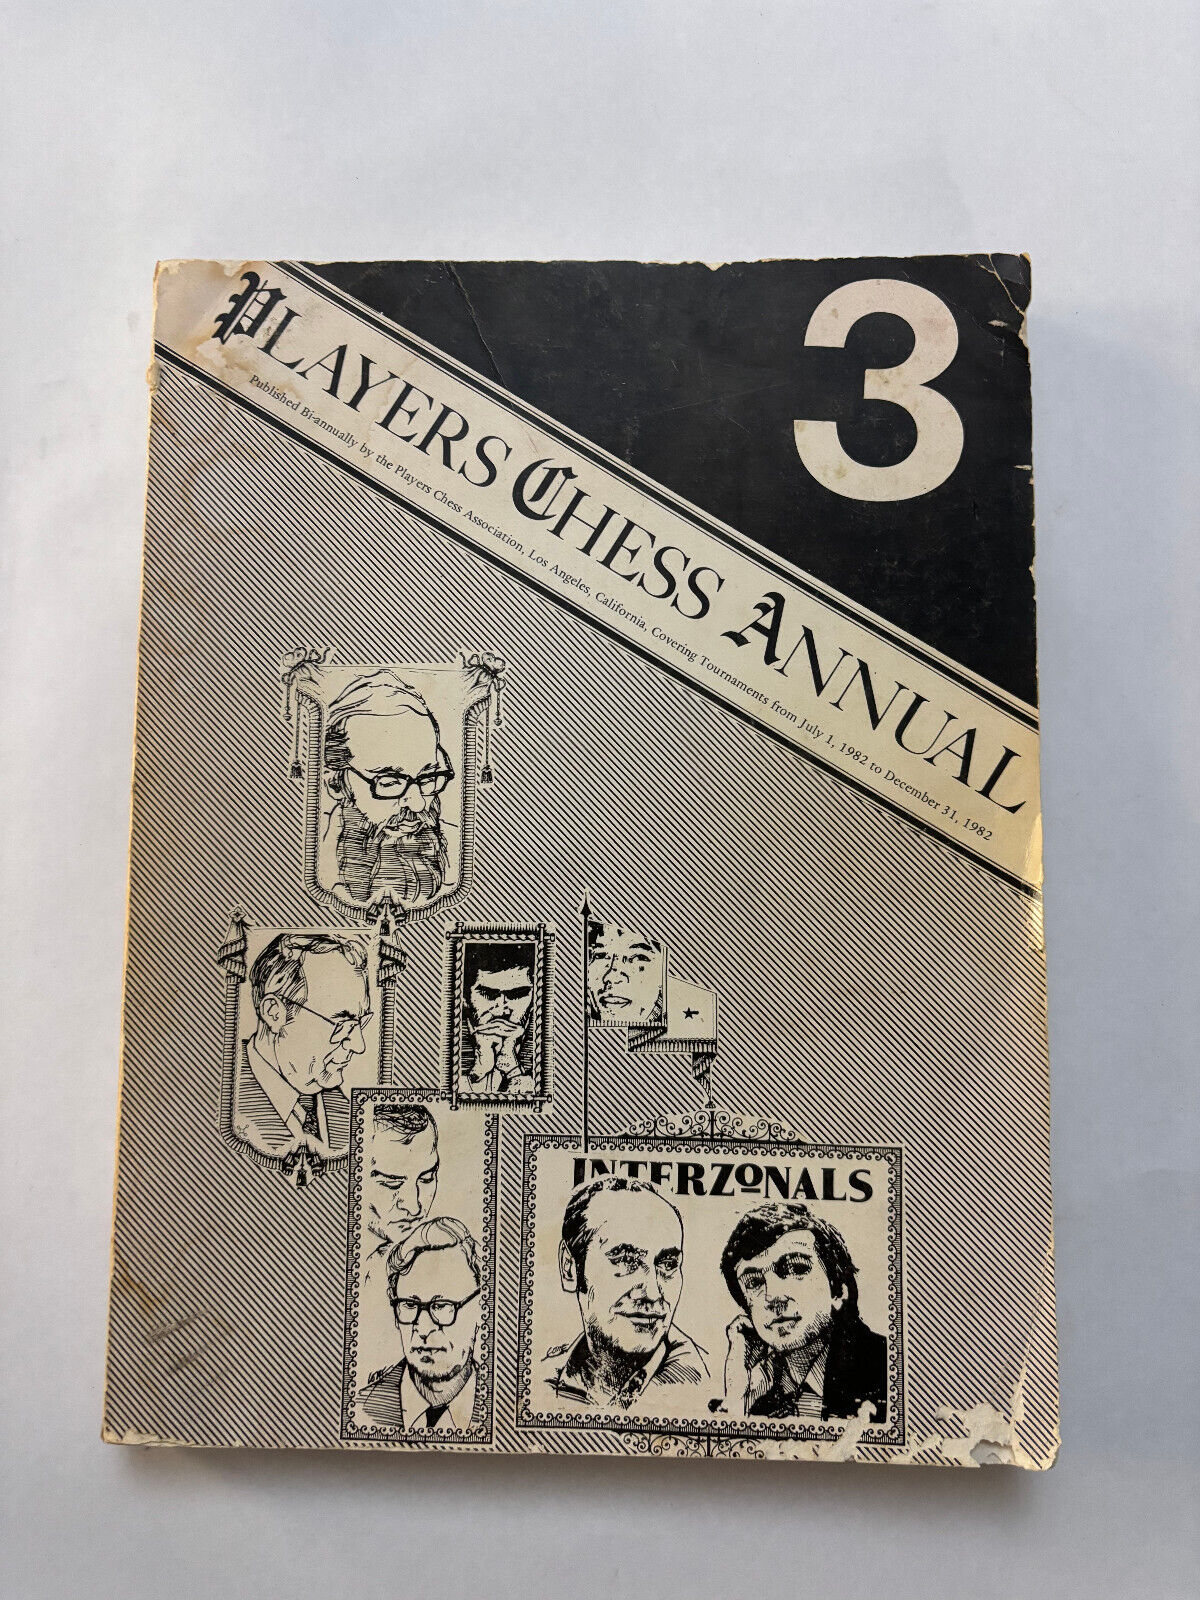 3
PLAYERS CHESS ANNUAL
Published Bi-annually by the Players Chess Association, Los Angeles, California, Covering Tournaments from July 1, 1982 to December 31, 1982
INTERZONALS